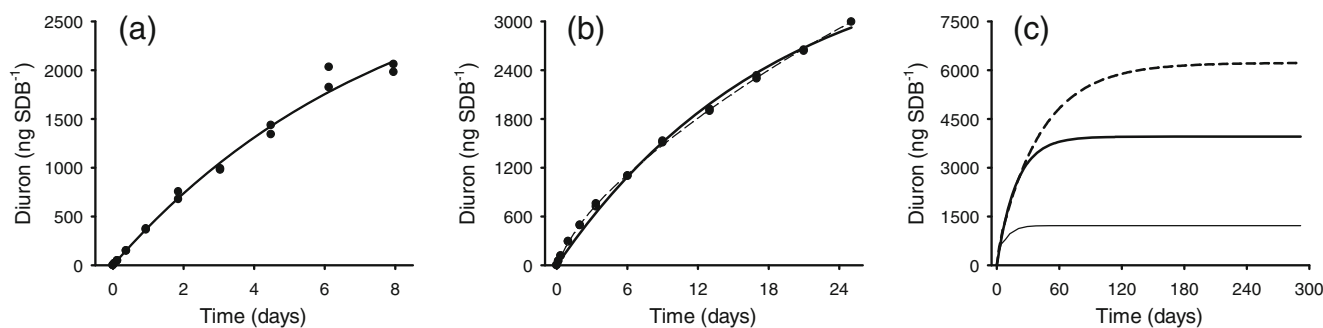 (a)
Diuron (ng SDB⁻¹)
2500
2000
1500
1000
500
0
0 2 4 6 8
Time (days)
(b)
Diuron (ng SDB⁻¹)
3000
2400
1800
1200
600
0
0 6 12 18 24
Time (days)
(c)
Diuron (ng SDB⁻¹)
7500
6000
4500
3000
1500
0
0 60 120 180 240 300
Time (days)